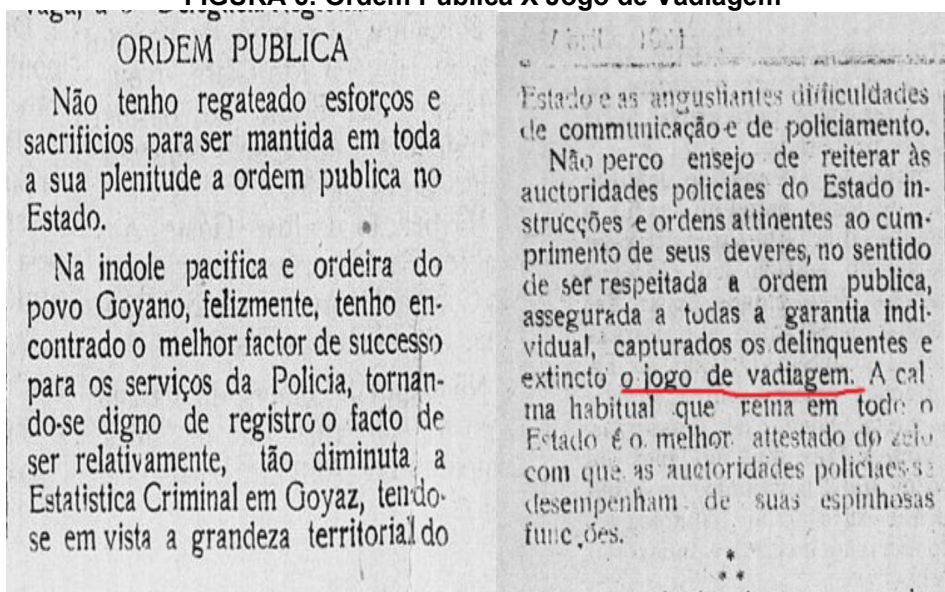 ORDEM PUBLICA
Não tenho regateado esforços e
sacrificios para ser mantida em toda
a sua plenitude a ordem publica no
Estado.
Na indole pacifica e ordeira do
povo Goyano, felizmente, tenho en-
contrado o melhor factor de successo
para os serviços da Policia, tornan-
do-se digno de registro o facto de
ser relativamente, tão diminuta a
Estatistica Criminal em Goyaz, tendo-
se em vista a grandeza territorial do
Estado e as angustiantes difficuldades
de communicação e de policiamento.
Não perco ensejo de reiterar às
auctoridades policiaes do Estado in-
strucções e ordens attinentes ao cum-
primento de seus deveres, no sentido
de ser respeitada a ordem publica,
assegurada a todas a garantia indi-
vidual, capturados os delinquentes e
extincto o jogo de vadiagem. A cal
ma habitual que reina em todo o
Estado é o melhor attestado do zelo
com que as auctoridades policiaes se
desempenham de suas espinhosas
funcções.
*
* *